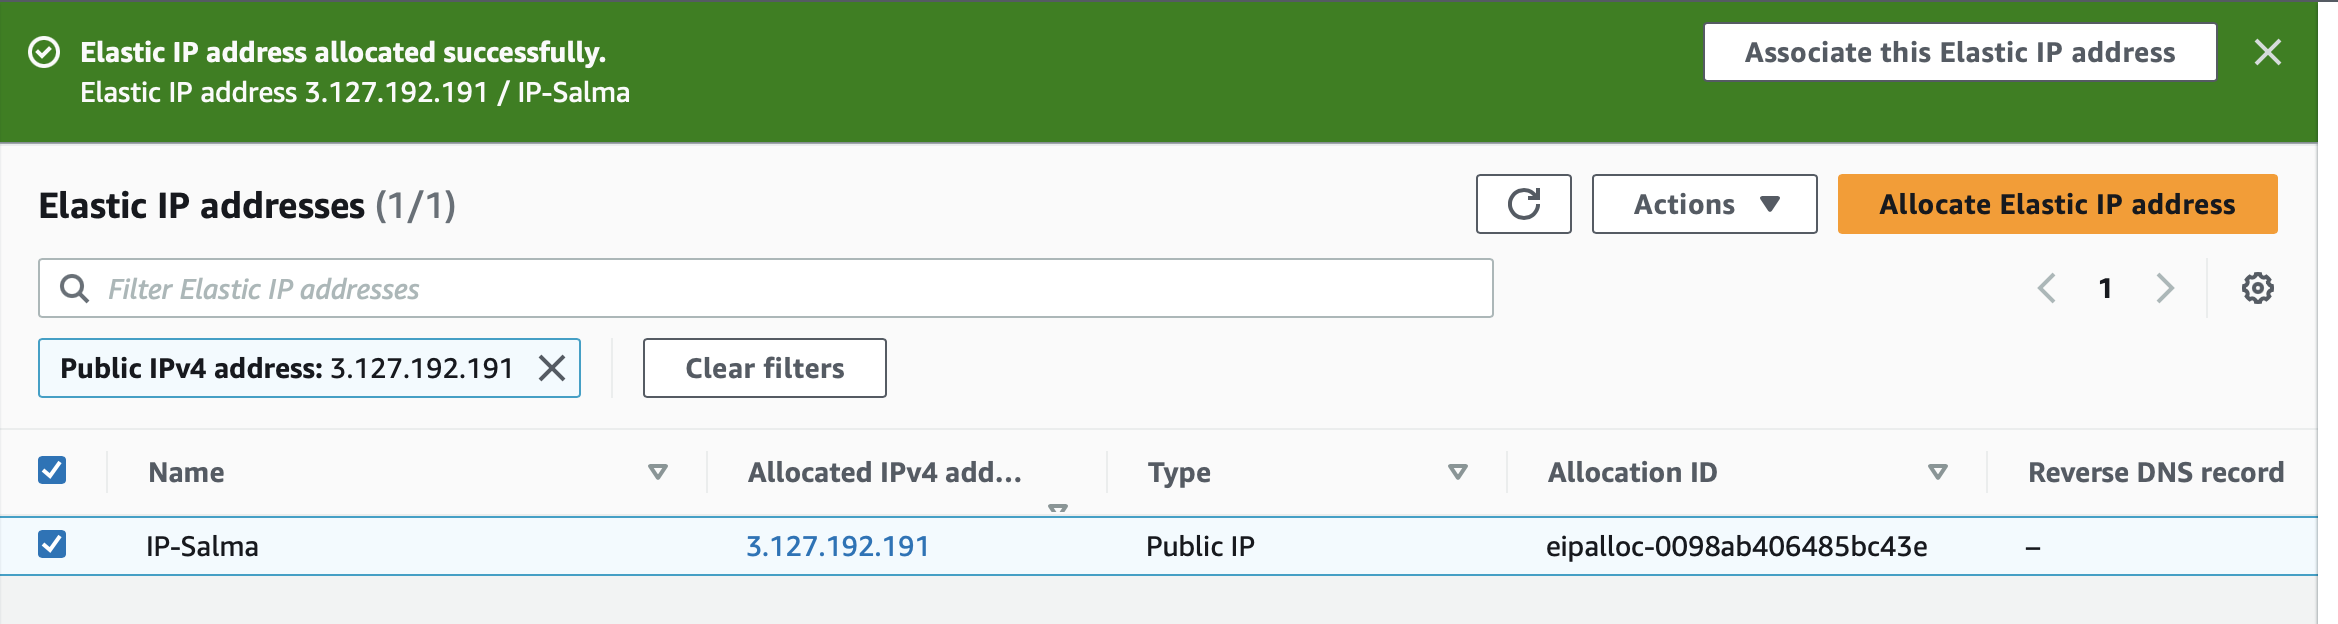 Elastic IP address allocated successfully.
Associate this Elastic IP address
Elastic IP address 3.127.192.191 / IP-Salma
Elastic IP addresses (1/1)
Actions
Allocate Elastic IP address
Filter Elastic IP addresses
1
Public IPv4 address: 3.127.192.191
Clear filters
Name Allocated IPv4 add... Type Allocation ID Reverse DNS record
IP-Salma 3.127.192.191 Public IP eipalloc-0098ab406485bc43e –